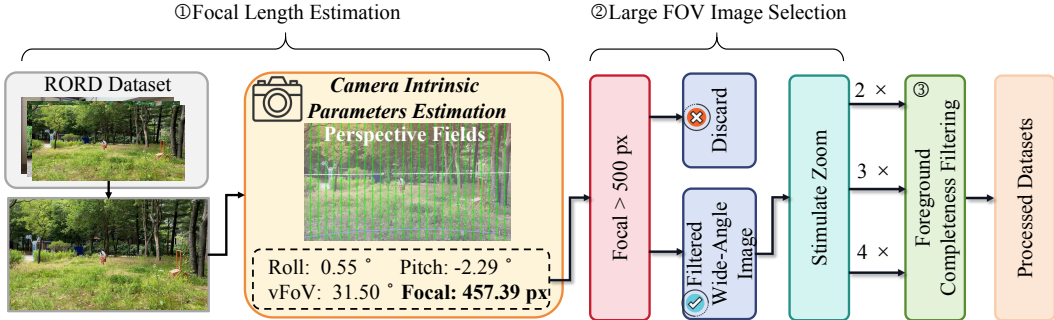 ①Focal Length Estimation
②Large FOV Image Selection
RORD Dataset
Camera Intrinsic
Parameters Estimation
Perspective Fields
Roll: 0.55 ° Pitch: -2.29 °
vFoV: 31.50 ° Focal: 457.39 px
Focal > 500 px
Discard
Filtered
Wide-Angle
Image
Stimulate Zoom
2 ×
3 ×
4 ×
③
Foreground
Completeness Filtering
Processed Datasets